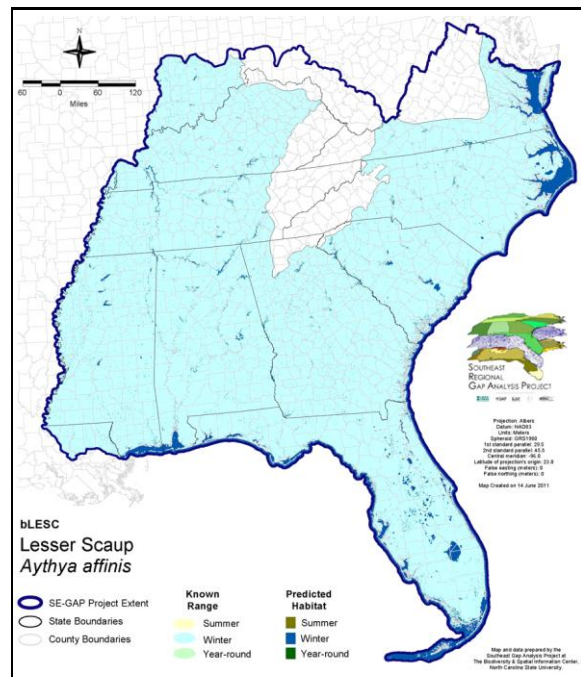 N
60 0 60
Miles
SOUTHEAST
REGIONAL
GAP ANALYSIS PROJECT
Projection: Albers
Datum: NAD83
Units: Meters
Spheroid: GRS1980
1st standard parallel: 29.5
2nd standard parallel: 45.5
Central meridian: -96.0
Latitude of projection's origin: 23.0
False easting (meters): 0
False northing (meters): 0
Map Created on 14 June 2011
bLESC
Lesser Scaup
Aythya affinis
SE-GAP Project Extent
State Boundaries
County Boundaries
Known
Range
Summer
Winter
Year-round
Predicted
Habitat
Summer
Winter
Year-round
Map and data prepared by the
Southeast Gap Analysis Project at
The Biodiversity & Spatial Information Center,
North Carolina State University.